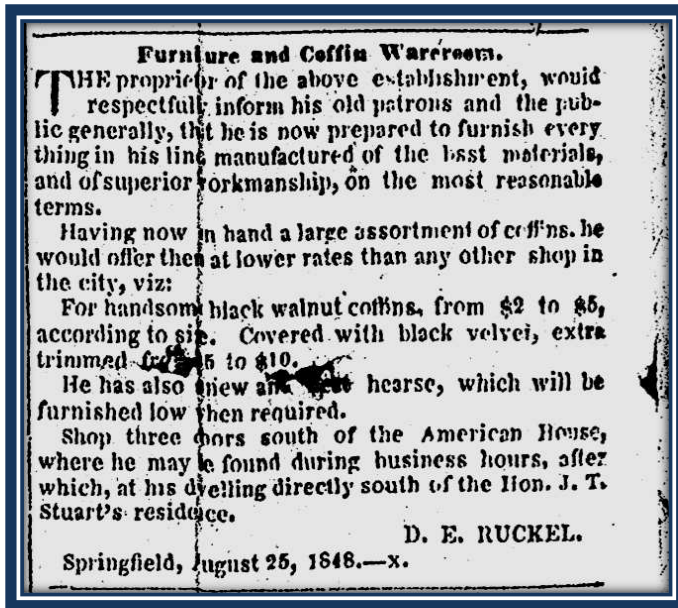 Furniture and Coffin Wareroom.
THE proprietor of the above establishment, would
respectfully inform his old patrons and the pub-
lic generally, that he is now prepared to furnish every
thing in his line manufactured of the bsst materials,
and of superior workmanship, on the most reasonable
terms.
Having now on hand a large assortment of coffins. he
would offer them at lower rates than any other shop in
the city, viz:
For handsome black walnut coffins, from $2 to $5,
according to size. Covered with black velvet, extra
trimmed from $5 to $10.
He has also a new and hearse, which will be
furnished low when required.
Shop three doors south of the American House,
where he may be found during business hours, after
which, at his dwelling directly south of the Hon. J. T.
Stuart's residence.
D. E. RUCKEL.
Springfield, August 25, 1848.—x.